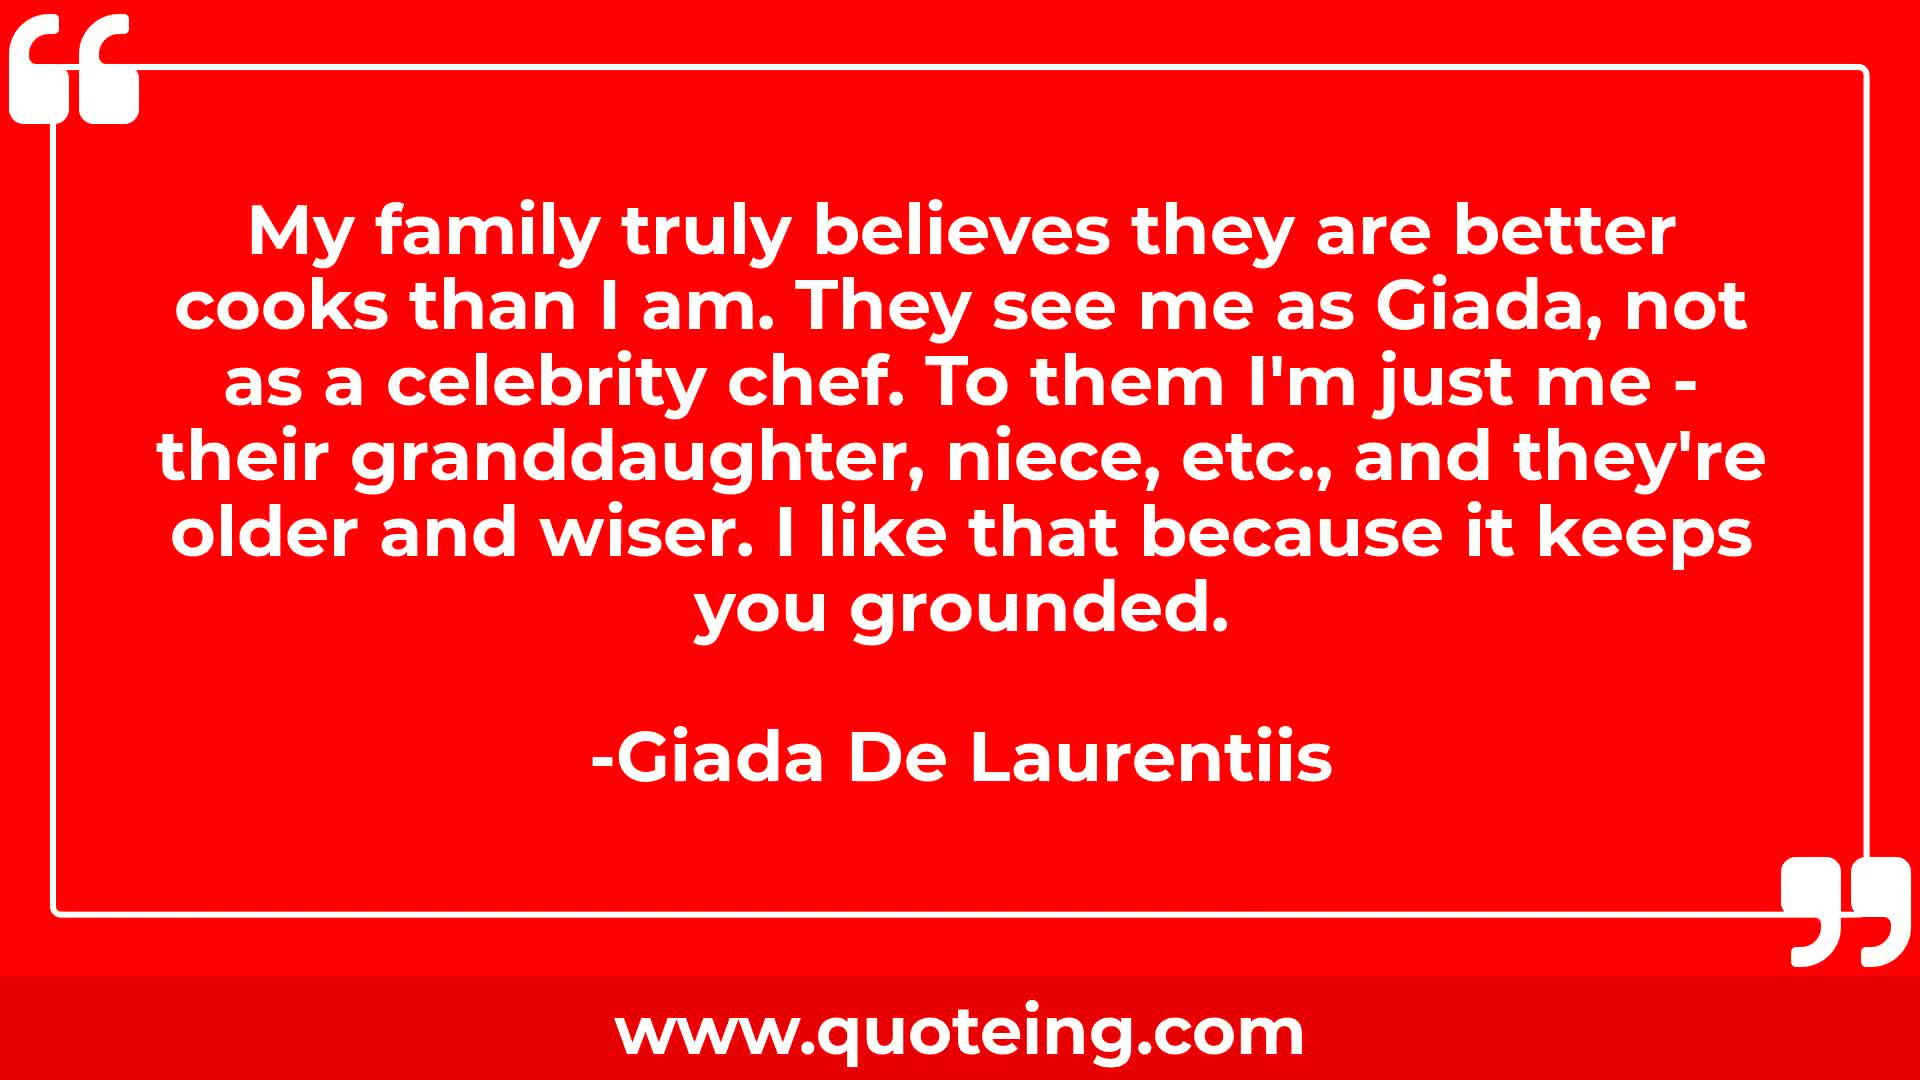 My family truly believes they are better
cooks than I am. They see me as Giada, not
as a celebrity chef. To them I'm just me -
their granddaughter, niece, etc., and they're
older and wiser. I like that because it keeps
you grounded.
-Giada De Laurentiis
www.quoteing.com